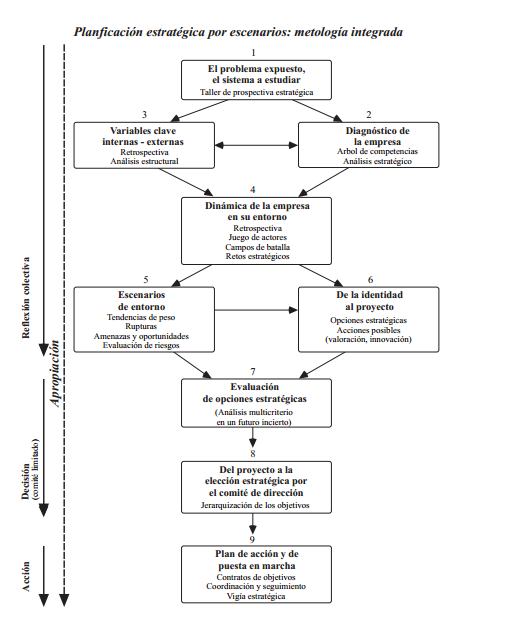 Planficación estratégica por escenarios: metología integrada
1
El problema expuesto,
el sistema a estudiar
Taller de prospectiva estratégica
3
Variables clave
internas - externas
Retrospectiva
Análisis estructural
2
Diagnóstico de
la empresa
Arbol de competencias
Análisis estratégico
4
Dinámica de la empresa
en su entorno
Retrospectiva
Juego de actores
Campos de batalla
Retos estratégicos
5
Escenarios
de entorno
Tendencias de peso
Rupturas
Amenazas y oportunidades
Evaluación de riesgos
6
De la identidad
al proyecto
Opciones estratégicas
Acciones posibles
(valoración, innovación)
7
Evaluación
de opciones estratégicas
(Análisis multicriterio
en un futuro incierto)
8
Del proyecto a la
elección estratégica por
el comité de dirección
Jerarquización de los objetivos
9
Plan de acción y de
puesta en marcha
Contratos de objetivos
Coordinación y seguimiento
Vigía estratégica
Reflexión colectiva
Apropiación
Decisión
(comité limitado)
Acción